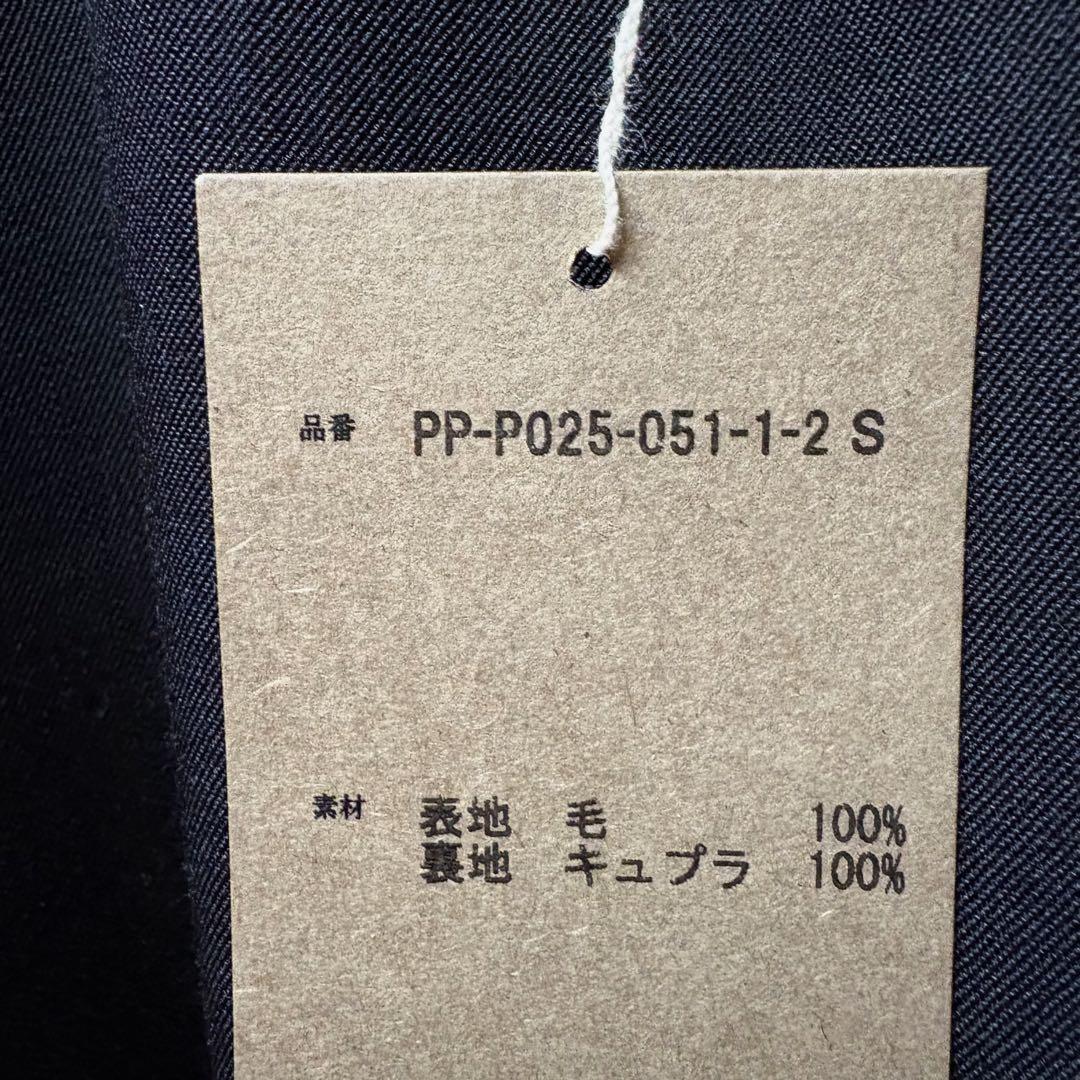 品番 PP-P025-051-1-2 S
素材 表地 毛 100%
裏地 キュプラ 100%